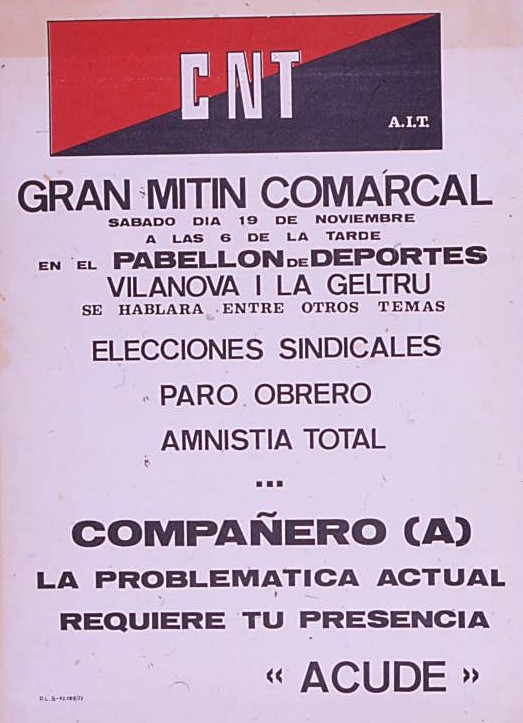 CNT
A.I.T.
GRAN MITIN COMARCAL
SABADO DIA 19 DE NOVIEMBRE
A LAS 6 DE LA TARDE
EN EL PABELLON DE DEPORTES
VILANOVA I LA GELTRU
SE HABLARA ENTRE OTROS TEMAS
ELECCIONES SINDICALES
PARO OBRERO
AMNISTIA TOTAL
...
COMPAÑERO (A)
LA PROBLEMATICA ACTUAL
REQUIERE TU PRESENCIA
« ACUDE »
D.L.